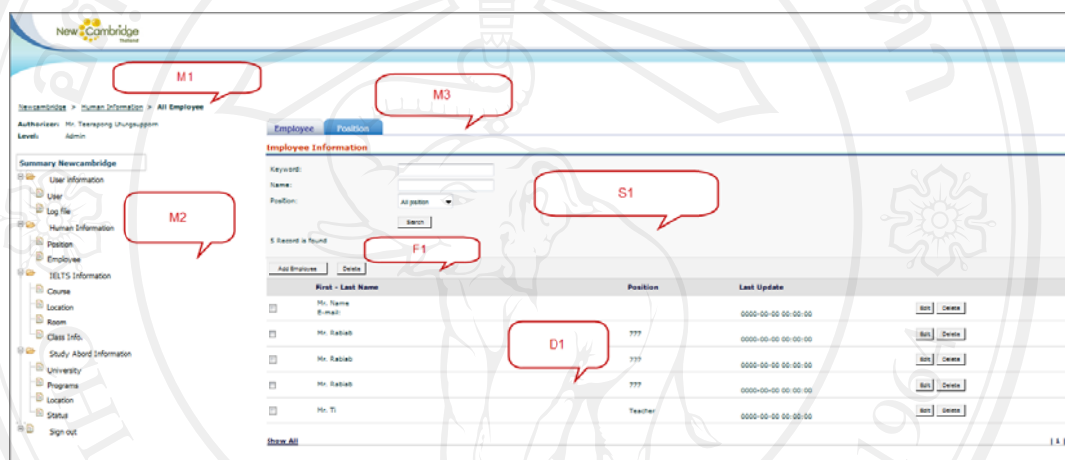 New Cambridge
Thailand
M1
M3
Newcambridge > Human Information > All Employee
Authorizer: Mr. Teerapong Utungsupporn
Level: Admin
Employee
Position
Imployee Information
Summary Newcambridge
User information
User
Log file
Human Information
Position
Employee
IELTS Information
Course
Location
Room
Class Info.
Study Abord Information
University
Programs
Location
Status
Sign out
M2
Keyword:
Name:
Position:
All position
Search
S1
5 Record is found
F1
Add Employee
Delete
First - Last Name
Position
Last Update
Mr. Name
E-mail:
0000-00-00 00:00:00
Edit
Delete
Mr. Rabiab
???
0000-00-00 00:00:00
Edit
Delete
D1
Mr. Rabiab
???
0000-00-00 00:00:00
Edit
Delete
Mr. Rabiab
???
0000-00-00 00:00:00
Edit
Delete
Mr. Ti
Teacher
0000-00-00 00:00:00
Edit
Delete
Show All
| 1 |